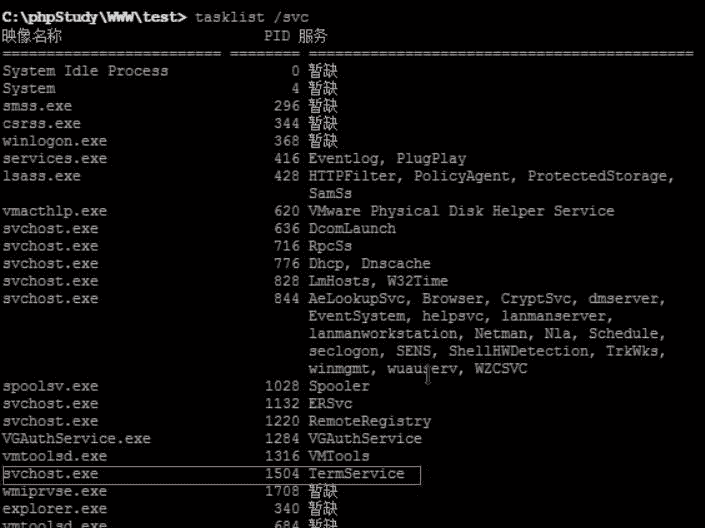 C:\phpStudy\WWW\test> tasklist /svc
映像名称 PID 服务
========================= ======== ============================================
System Idle Process 0 暂缺
System 4 暂缺
smss.exe 296 暂缺
csrss.exe 344 暂缺
winlogon.exe 368 暂缺
services.exe 416 Eventlog, PlugPlay
lsass.exe 428 HTTPFilter, PolicyAgent, ProtectedStorage,
SamSs
vmacthlp.exe 620 VMware Physical Disk Helper Service
svchost.exe 636 DcomLaunch
svchost.exe 716 RpcSs
svchost.exe 776 Dhcp, Dnscache
svchost.exe 828 LmHosts, W32Time
svchost.exe 844 AeLookupSvc, Browser, CryptSvc, dmserver,
EventSystem, helpsvc, lanmanserver,
lanmanworkstation, Netman, Nla, Schedule,
seclogon, SENS, ShellHWDetection, TrkWks,
winmgmt, wuauserv, WZCSVC
spoolsv.exe 1028 Spooler
svchost.exe 1132 ERSvc
svchost.exe 1220 RemoteRegistry
VGAuthService.exe 1284 VGAuthService
vmtoolsd.exe 1316 VMTools
svchost.exe 1504 TermService
wmiprvse.exe 1708 暂缺
explorer.exe 340 暂缺
vmtoolsd.exe 684 暂缺